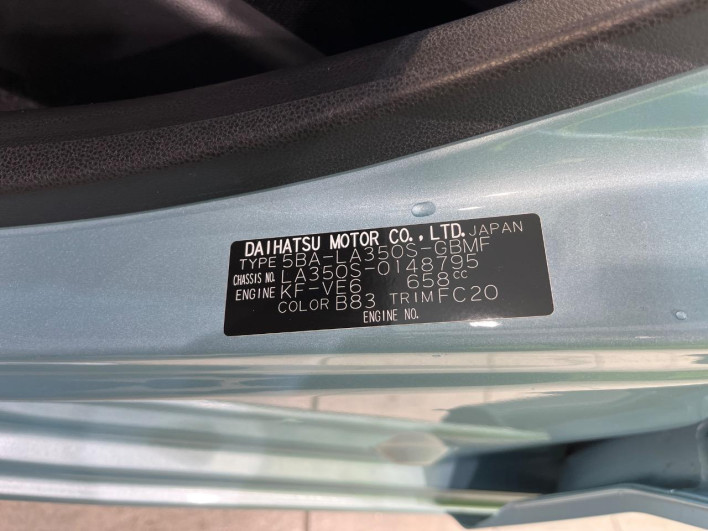 DAIHATSU MOTOR CO., LTD. JAPAN
TYPE 5BA-LA350S-GBMF
CHASSIS NO. LA350S-0148795
ENGINE KF-VE6 658cc
COLOR B83 TRIM FC20
ENGINE NO.